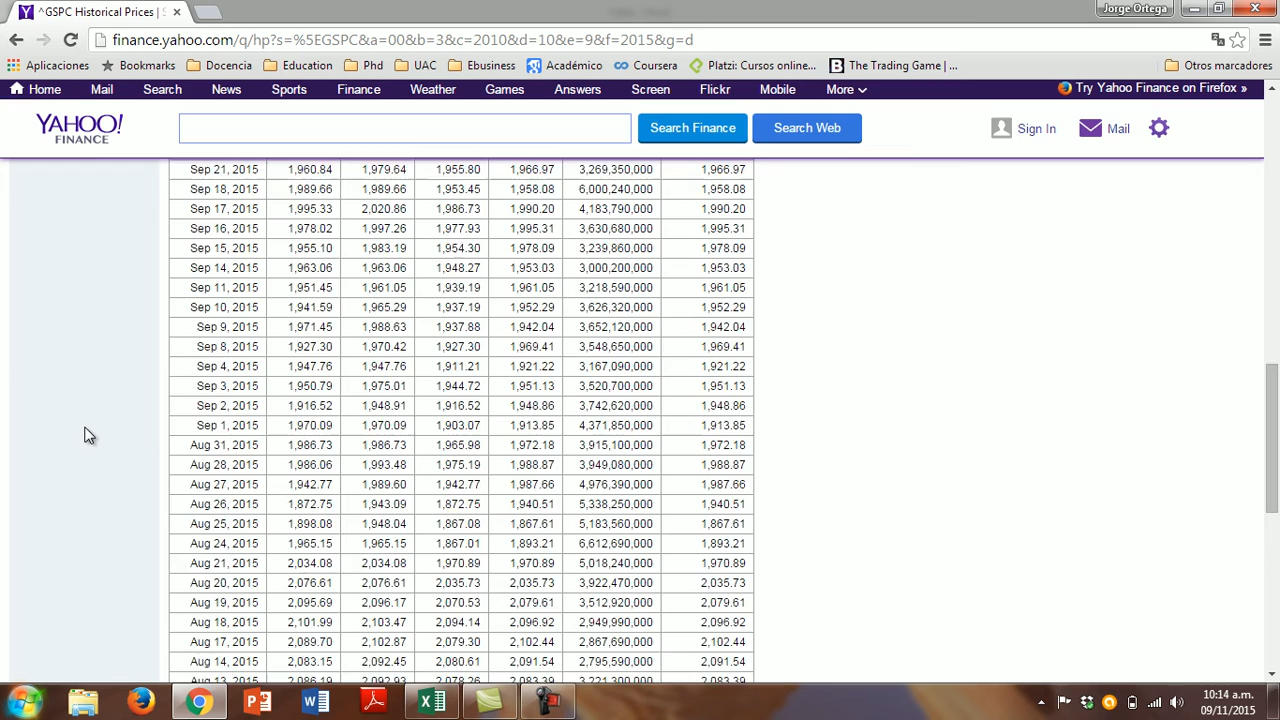 ^GSPC Historical Prices | S
Jorge Ortega
finance.yahoo.com/q/hp?s=%5EGSPC&a=00&b=3&c=2010&d=10&e=9&f=2015&g=d
Aplicaciones Bookmarks Docencia Education Phd UAC Ebusiness Académico Coursera Platzi: Cursos online... B The Trading Game | ... Otros marcadores
Home Mail Search News Sports Finance Weather Games Answers Screen Flickr Mobile More Try Yahoo Finance on Firefox »
YAHOO!
FINANCE
Search Finance Search Web Sign In Mail
Sep 21, 2015 1,960.84 1,979.64 1,955.80 1,966.97 3,269,350,000 1,966.97
Sep 18, 2015 1,989.66 1,989.66 1,953.45 1,958.08 6,000,240,000 1,958.08
Sep 17, 2015 1,995.33 2,020.86 1,986.73 1,990.20 4,183,790,000 1,990.20
Sep 16, 2015 1,978.02 1,997.26 1,977.93 1,995.31 3,630,680,000 1,995.31
Sep 15, 2015 1,955.10 1,983.19 1,954.30 1,978.09 3,239,860,000 1,978.09
Sep 14, 2015 1,963.06 1,963.06 1,948.27 1,953.03 3,000,200,000 1,953.03
Sep 11, 2015 1,951.45 1,961.05 1,939.19 1,961.05 3,218,590,000 1,961.05
Sep 10, 2015 1,941.59 1,965.29 1,937.19 1,952.29 3,626,320,000 1,952.29
Sep 9, 2015 1,971.45 1,988.63 1,937.88 1,942.04 3,652,120,000 1,942.04
Sep 8, 2015 1,927.30 1,970.42 1,927.30 1,969.41 3,548,650,000 1,969.41
Sep 4, 2015 1,947.76 1,947.76 1,911.21 1,921.22 3,167,090,000 1,921.22
Sep 3, 2015 1,950.79 1,975.01 1,944.72 1,951.13 3,520,700,000 1,951.13
Sep 2, 2015 1,916.52 1,948.91 1,916.52 1,948.86 3,742,620,000 1,948.86
Sep 1, 2015 1,970.09 1,970.09 1,903.07 1,913.85 4,371,850,000 1,913.85
Aug 31, 2015 1,986.73 1,986.73 1,965.98 1,972.18 3,915,100,000 1,972.18
Aug 28, 2015 1,986.06 1,993.48 1,975.19 1,988.87 3,949,080,000 1,988.87
Aug 27, 2015 1,942.77 1,989.60 1,942.77 1,987.66 4,976,390,000 1,987.66
Aug 26, 2015 1,872.75 1,943.09 1,872.75 1,940.51 5,338,250,000 1,940.51
Aug 25, 2015 1,898.08 1,948.04 1,867.08 1,867.61 5,183,560,000 1,867.61
Aug 24, 2015 1,965.15 1,965.15 1,867.01 1,893.21 6,612,690,000 1,893.21
Aug 21, 2015 2,034.08 2,034.08 1,970.89 1,970.89 5,018,240,000 1,970.89
Aug 20, 2015 2,076.61 2,076.61 2,035.73 2,035.73 3,922,470,000 2,035.73
Aug 19, 2015 2,095.69 2,096.17 2,070.53 2,079.61 3,512,920,000 2,079.61
Aug 18, 2015 2,101.99 2,103.47 2,094.14 2,096.92 2,949,990,000 2,096.92
Aug 17, 2015 2,089.70 2,102.87 2,079.30 2,102.44 2,867,690,000 2,102.44
Aug 14, 2015 2,083.15 2,092.45 2,080.61 2,091.54 2,795,590,000 2,091.54
Aug 13, 2015 2,086.19 2,092.93 2,078.26 2,083.39 3,221,300,000 2,083.39
10:14 a.m.
09/11/2015